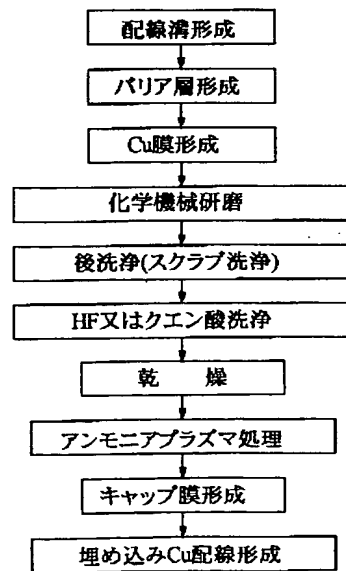 配線溝形成
バリア層形成
Cu膜形成
化学機械研磨
後洗浄(スクラブ洗浄)
HF又はクエン酸洗浄
乾　　燥
アンモニアプラズマ処理
キャップ膜形成
埋め込みCu配線形成